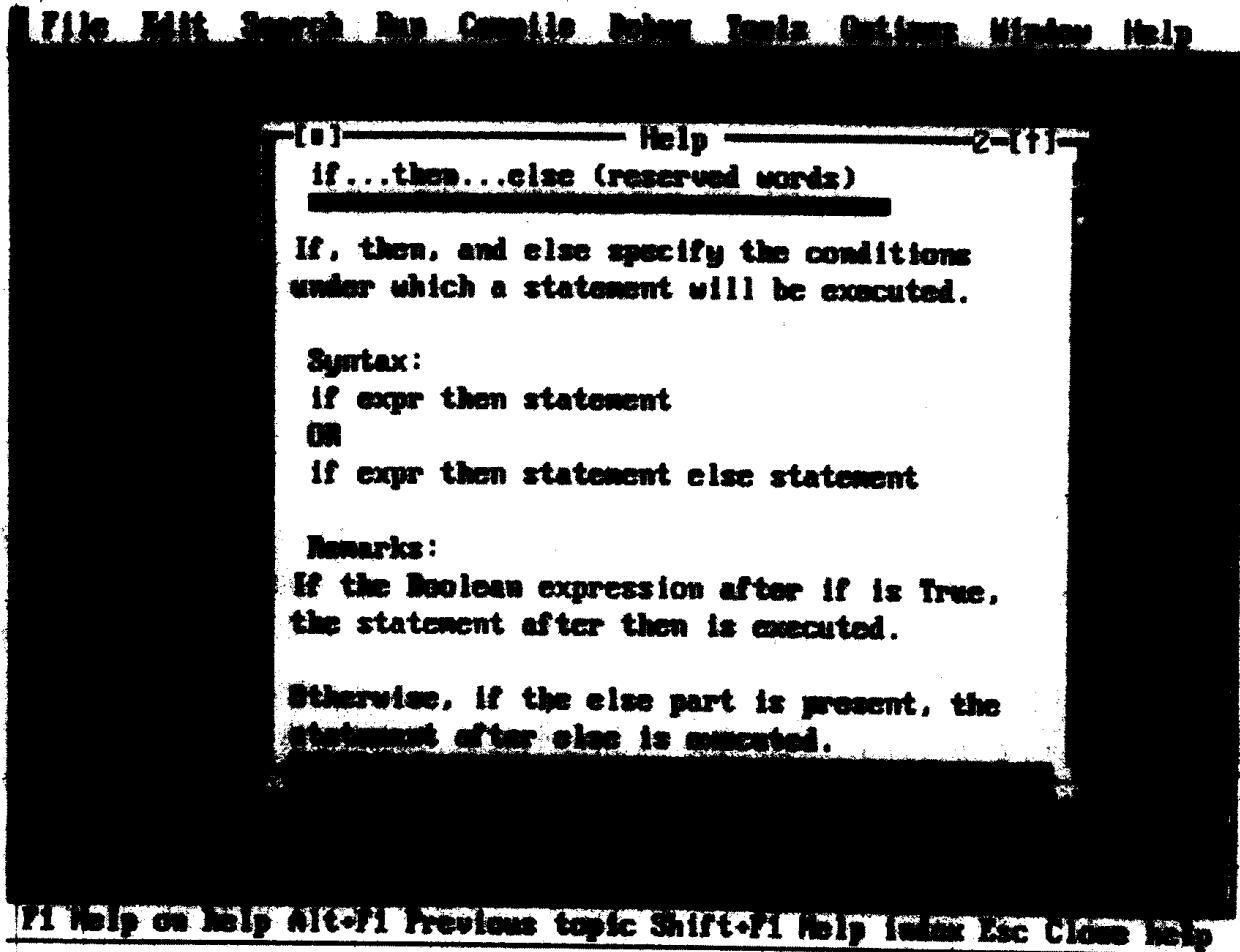 File Edit Search Run Compile Debug Tools Options Window Help
[■] Help 2=[↑]
if...then...else (reserved words)
If, then, and else specify the conditions
under which a statement will be executed.
Syntax:
if expr then statement
OR
if expr then statement else statement
Remarks:
If the Boolean expression after if is True,
the statement after then is executed.
Otherwise, if the else part is present, the
statement after else is executed.
F1 Help on help Alt+F1 Previous topic Shift+F1 Help index Esc Close help